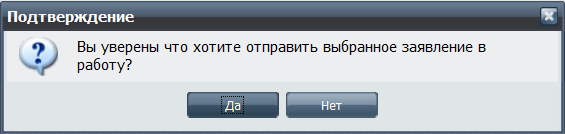 Подтверждение
Вы уверены что хотите отправить выбранное заявление в
работу?
Да
Нет